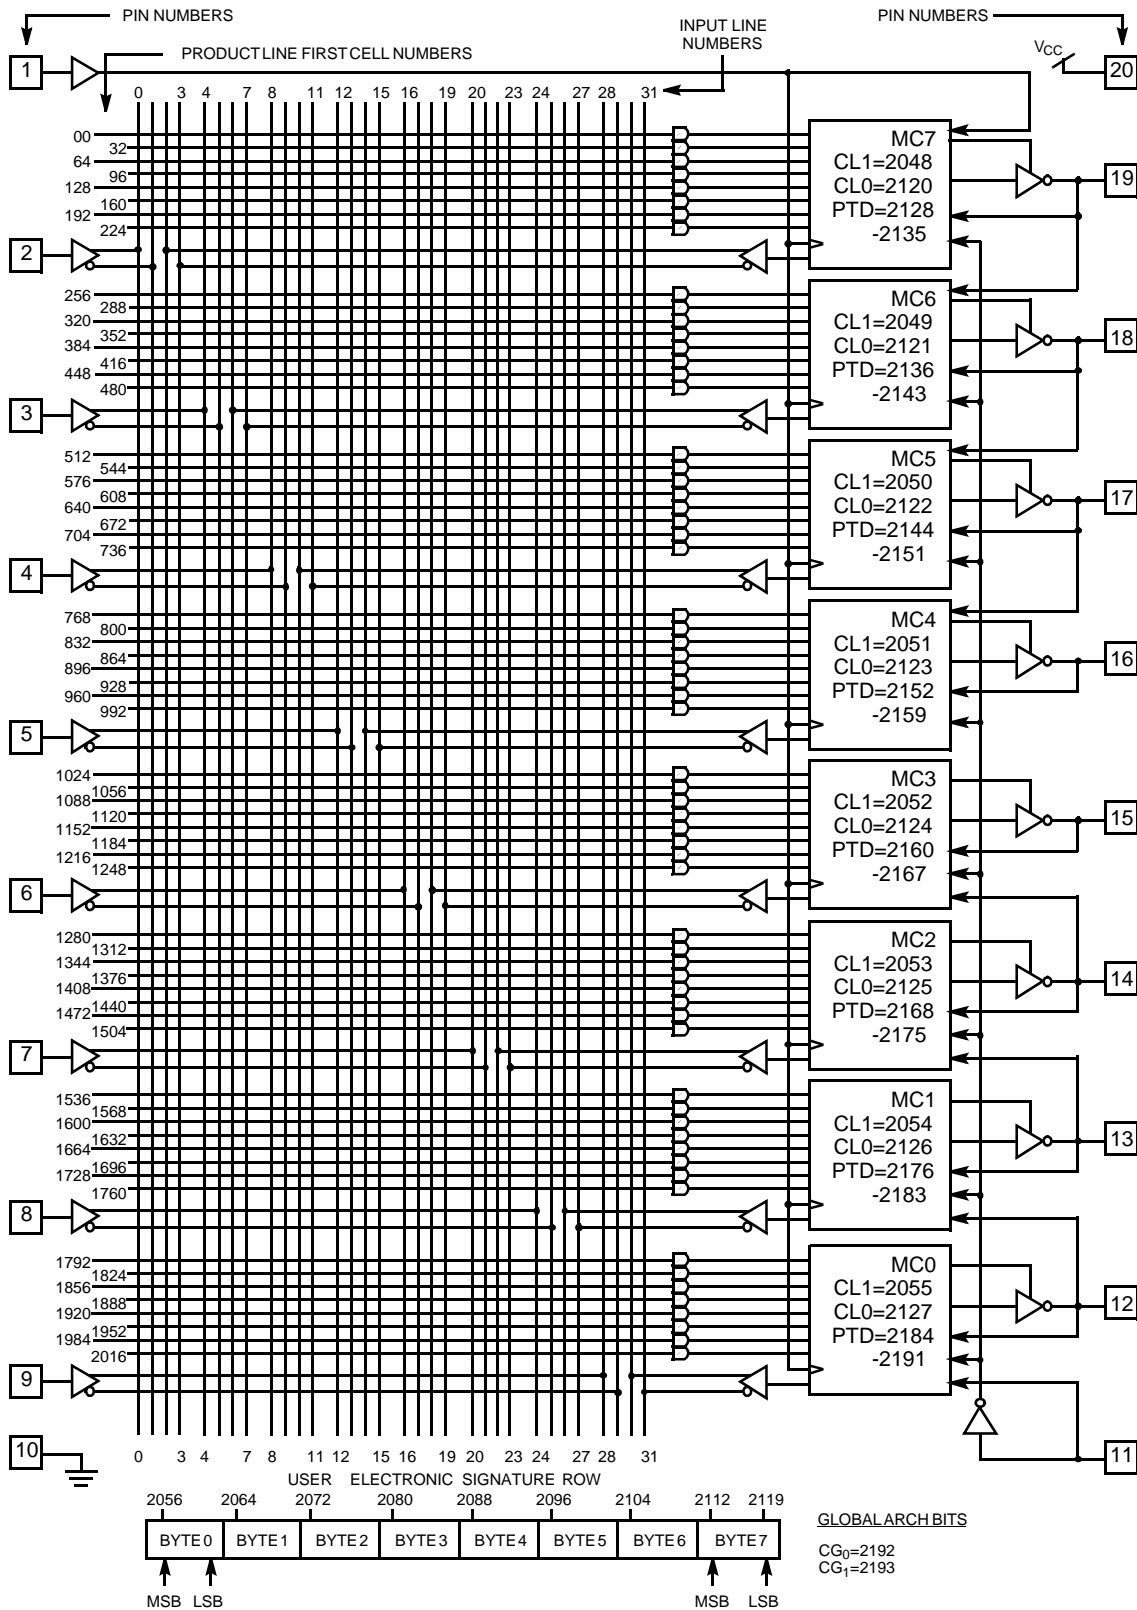 PIN NUMBERS
INPUT LINE
NUMBERS
PIN NUMBERS
PRODUCT LINE FIRST CELL NUMBERS
VCC
1
20
0 3 4 7 8 11 12 15 16 19 20 23 24 27 28 31
00
32
64
96
128
160
192
224
MC7
CL1=2048
CL0=2120
PTD=2128
-2135
19
2
256
288
320
352
384
416
448
480
MC6
CL1=2049
CL0=2121
PTD=2136
-2143
18
3
512
544
576
608
640
672
704
736
MC5
CL1=2050
CL0=2122
PTD=2144
-2151
17
4
768
800
832
864
896
928
960
992
MC4
CL1=2051
CL0=2123
PTD=2152
-2159
16
5
1024
1056
1088
1120
1152
1184
1216
1248
MC3
CL1=2052
CL0=2124
PTD=2160
-2167
15
6
1280
1312
1344
1376
1408
1440
1472
1504
MC2
CL1=2053
CL0=2125
PTD=2168
-2175
14
7
1536
1568
1600
1632
1664
1696
1728
1760
MC1
CL1=2054
CL0=2126
PTD=2176
-2183
13
8
1792
1824
1856
1888
1920
1952
1984
2016
MC0
CL1=2055
CL0=2127
PTD=2184
-2191
12
9
10
11
0 3 4 7 8 11 12 15 16 19 20 23 24 27 28 31
USER ELECTRONIC SIGNATURE ROW
2056 2064 2072 2080 2088 2096 2104 2112 2119
BYTE 0 BYTE 1 BYTE 2 BYTE 3 BYTE 4 BYTE 5 BYTE 6 BYTE 7
MSB LSB MSB LSB
GLOBAL ARCH BITS
CG0=2192
CG1=2193